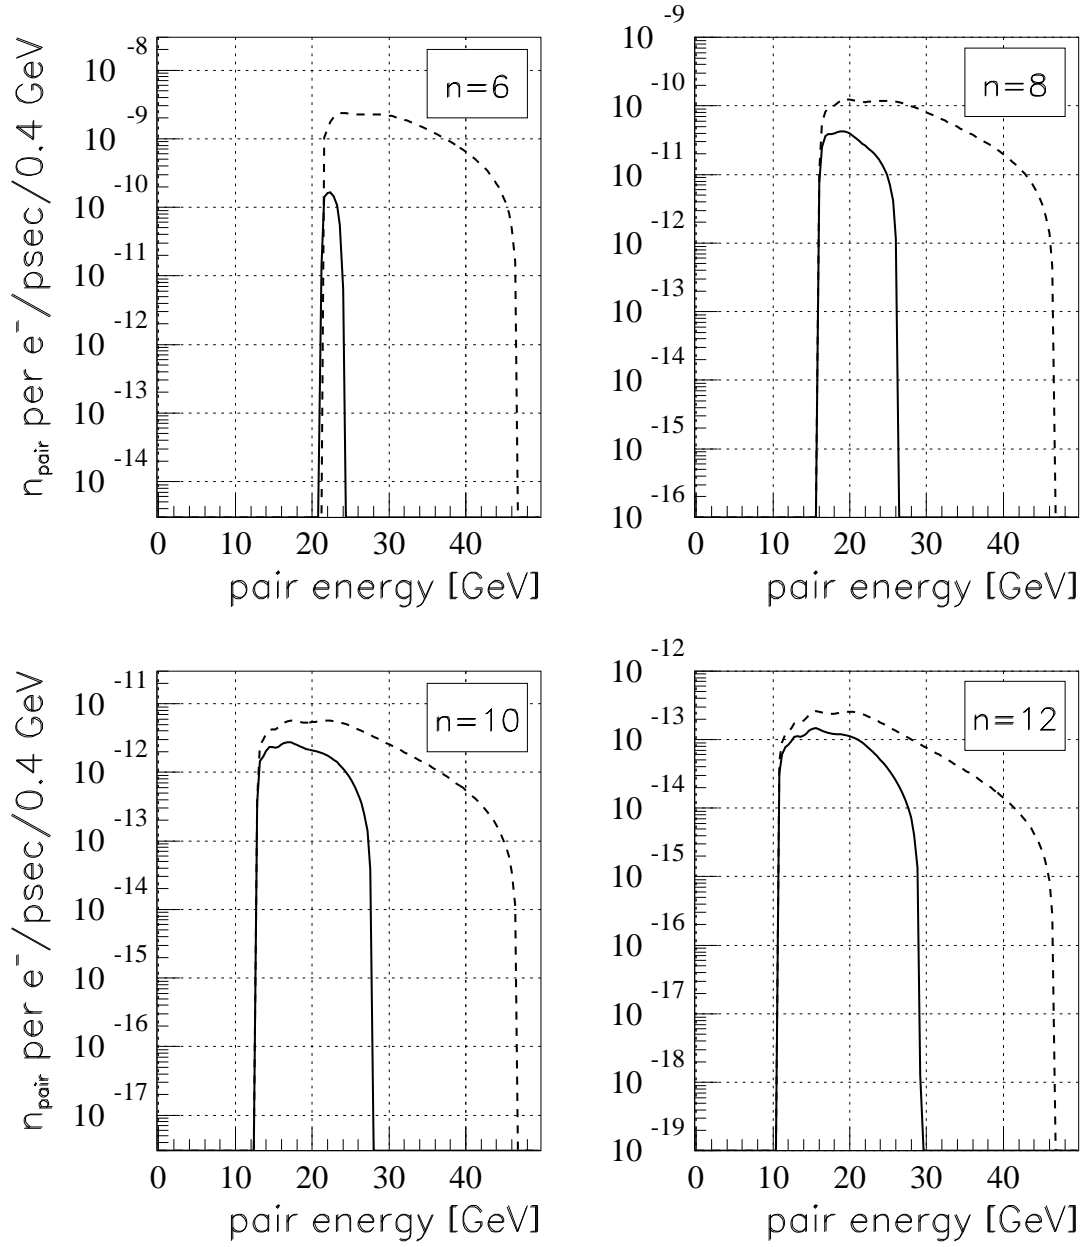 n_pair per e⁻/psec/0.4 GeV
10^-8
10^-9
10^-10
10^-11
10^-12
10^-13
10^-14
n=6
0 10 20 30 40
pair energy [GeV]
10^-9
10^-10
10^-11
10^-12
10^-13
10^-14
10^-15
10^-16
n=8
0 10 20 30 40
pair energy [GeV]
n_pair per e⁻/psec/0.4 GeV
10^-11
10^-12
10^-13
10^-14
10^-15
10^-16
10^-17
n=10
0 10 20 30 40
pair energy [GeV]
10^-12
10^-13
10^-14
10^-15
10^-16
10^-17
10^-18
10^-19
n=12
0 10 20 30 40
pair energy [GeV]